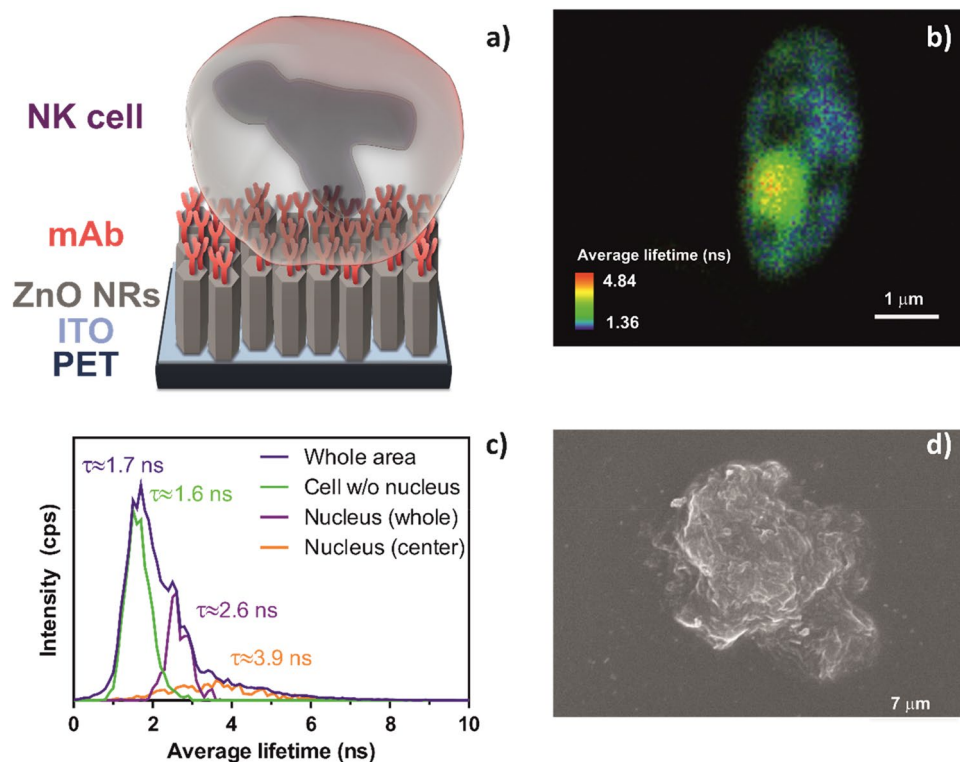 a)
NK cell
mAb
ZnO NRs
ITO
PET
b)
Average lifetime (ns)
4.84
1.36
1 μm
c)
τ≈1.7 ns
τ≈1.6 ns
τ≈2.6 ns
τ≈3.9 ns
Whole area
Cell w/o nucleus
Nucleus (whole)
Nucleus (center)
Intensity (cps)
0 2 4 6 8 10
Average lifetime (ns)
d)
7 μm